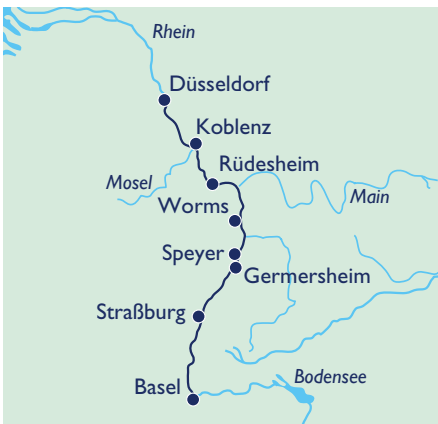 Rhein
Düsseldorf
Koblenz
Rüdesheim
Mosel
Main
Worms
Speyer
Germersheim
Straßburg
Bodensee
Basel